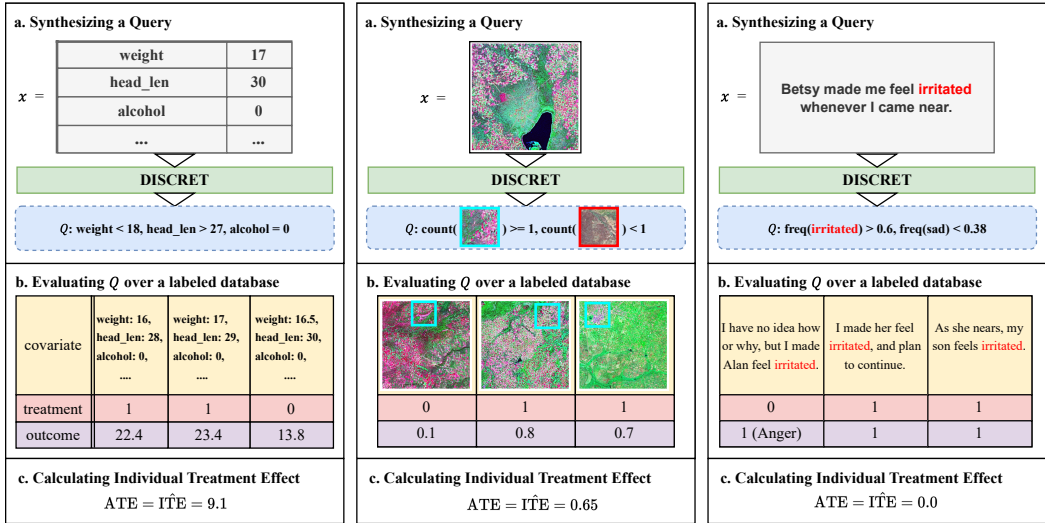 a. Synthesizing a Query
x =
weight 17
head_len 30
alcohol 0
... ...
DISCRET
Q: weight < 18, head_len > 27, alcohol = 0
b. Evaluating Q over a labeled database
covariate
weight: 16,
head_len: 28,
alcohol: 0,
....
weight: 17,
head_len: 29,
alcohol: 0,
....
weight: 16.5,
head_len: 30,
alcohol: 0,
....
treatment 1 1 0
outcome 22.4 23.4 13.8
c. Calculating Individual Treatment Effect
ATE = IT̂E = 9.1
a. Synthesizing a Query
x =
DISCRET
Q: count( ) >= 1, count( ) < 1
b. Evaluating Q over a labeled database
0 1 1
0.1 0.8 0.7
c. Calculating Individual Treatment Effect
ATE = IT̂E = 0.65
a. Synthesizing a Query
x =
Betsy made me feel irritated
whenever I came near.
DISCRET
Q: freq(irritated) > 0.6, freq(sad) < 0.38
b. Evaluating Q over a labeled database
I have no idea how
or why, but I made
Alan feel irritated.
I made her feel
irritated, and plan
to continue.
As she nears, my
son feels irritated.
0 1 1
1 (Anger) 1 1
c. Calculating Individual Treatment Effect
ATE = IT̂E = 0.0